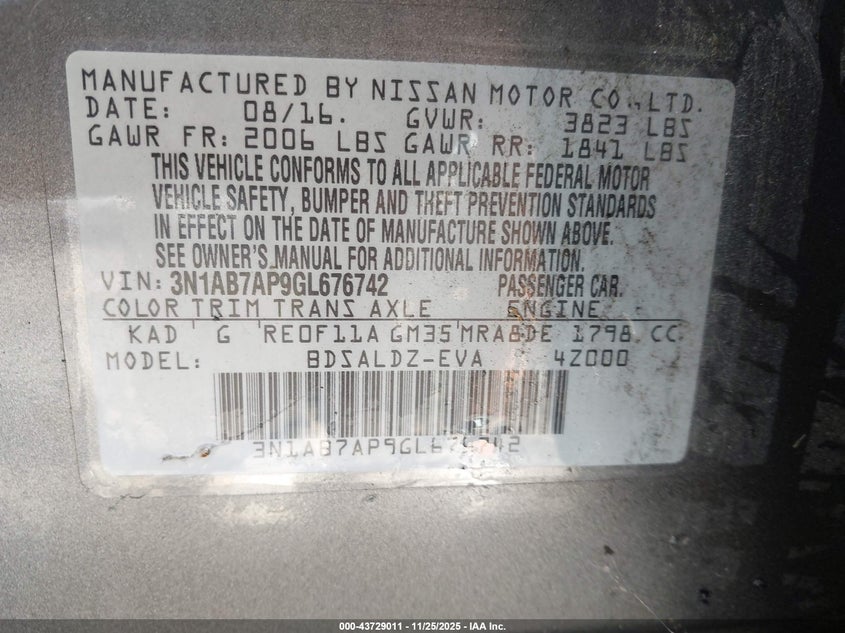 MANUFACTURED BY NISSAN MOTOR CO., LTD.
DATE: 08/16. GVWR: 3823 LBS
GAWR FR: 2006 LBS GAWR RR: 1841 LBS
THIS VEHICLE CONFORMS TO ALL APPLICABLE FEDERAL MOTOR
VEHICLE SAFETY, BUMPER AND THEFT PREVENTION STANDARDS
IN EFFECT ON THE DATE OF MANUFACTURE SHOWN ABOVE.
SEE OWNER'S MANUAL FOR ADDITIONAL INFORMATION.
VIN: 3N1AB7AP9GL676742 PASSENGER CAR.
COLOR TRIM TRANS AXLE ENGINE
KAD G RE0F11A GM35 MRA8DE 1798 CC.
MODEL: BDSALDZ-EVA 4Z000
3N1AB7AP9GL676742
000-43729011 - 11/25/2025 - IAA Inc.